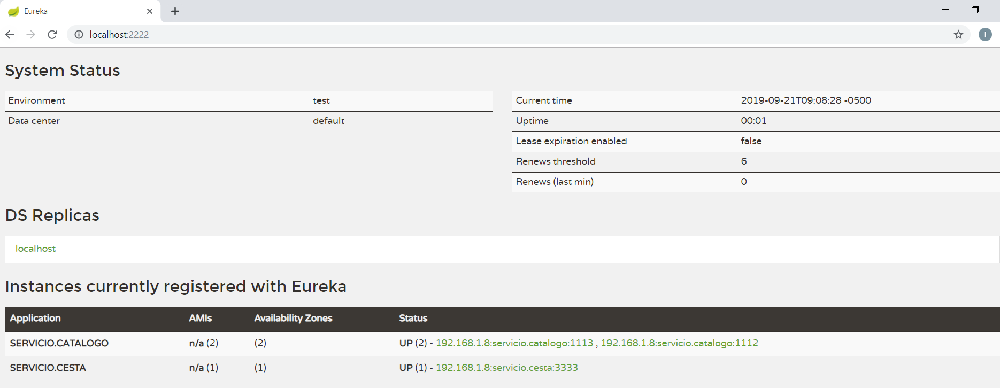 Eureka
localhost:2222
I
System Status
Environment test
Data center default
Current time 2019-09-21T09:08:28 -0500
Uptime 00:01
Lease expiration enabled false
Renews threshold 6
Renews (last min) 0
DS Replicas
localhost
Instances currently registered with Eureka
Application AMIs Availability Zones Status
SERVICIO.CATALOGO n/a (2) (2) UP (2) - 192.168.1.8:servicio.catalogo:1113 , 192.168.1.8:servicio.catalogo:1112
SERVICIO.CESTA n/a (1) (1) UP (1) - 192.168.1.8:servicio.cesta:3333